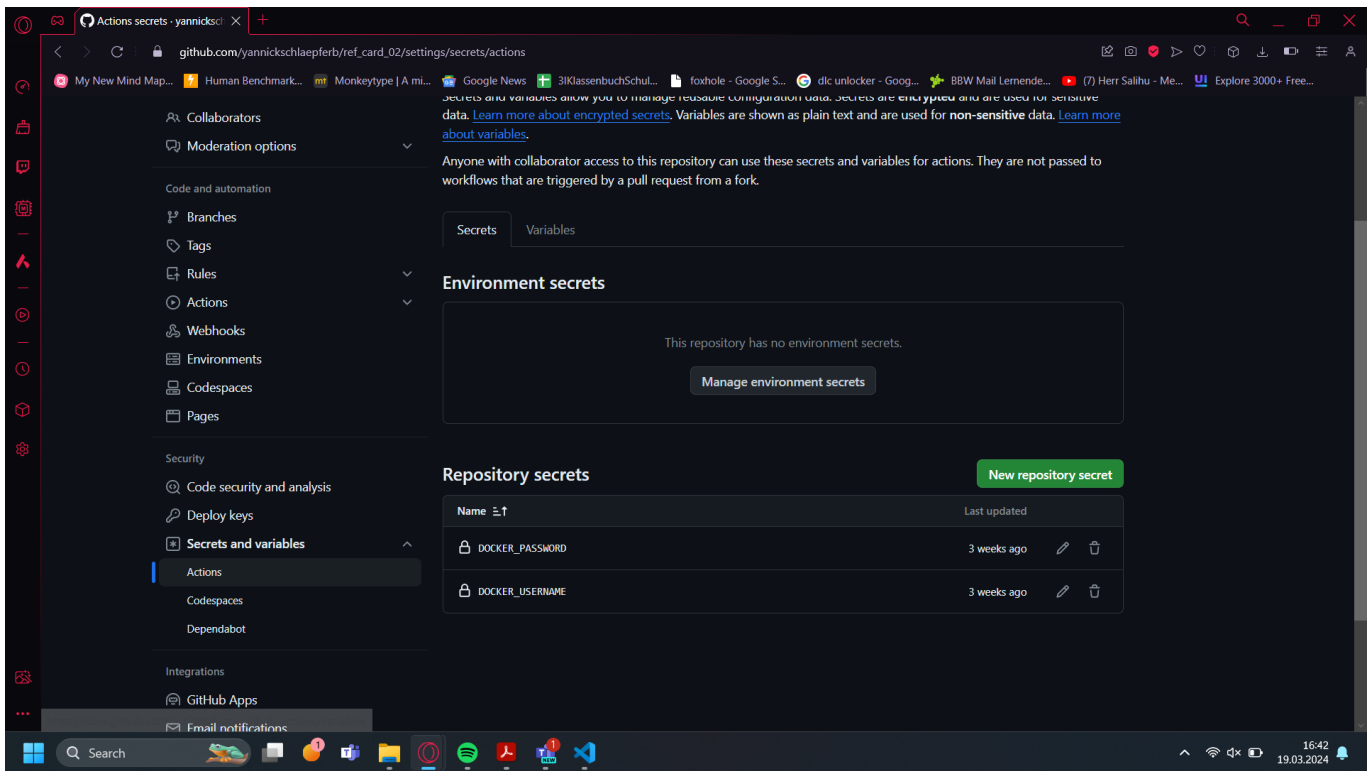 Actions secrets · yannicksch
github.com/yannickschlaepferb/ref_card_02/settings/secrets/actions
My New Mind Map... Human Benchmark... mt Monkeytype | A mi... Google News 3IKlassenbuchSchul... foxhole - Google S... dlc unlocker - Goog... BBW Mail Lernende... (7) Herr Salihu - Me... UI Explore 3000+ Free...
Collaborators
Moderation options
Code and automation
Branches
Tags
Rules
Actions
Webhooks
Environments
Codespaces
Pages
Security
Code security and analysis
Deploy keys
Secrets and variables
Actions
Codespaces
Dependabot
Integrations
GitHub Apps
Email notifications
Secrets and variables allow you to manage reusable configuration data. Secrets are encrypted and are used for sensitive
data. Learn more about encrypted secrets. Variables are shown as plain text and are used for non-sensitive data. Learn more
about variables.
Anyone with collaborator access to this repository can use these secrets and variables for actions. They are not passed to
workflows that are triggered by a pull request from a fork.
Secrets Variables
Environment secrets
This repository has no environment secrets.
Manage environment secrets
Repository secrets New repository secret
Name Last updated
DOCKER_PASSWORD 3 weeks ago
DOCKER_USERNAME 3 weeks ago
Search 1 1 NEW 16:42
19.03.2024